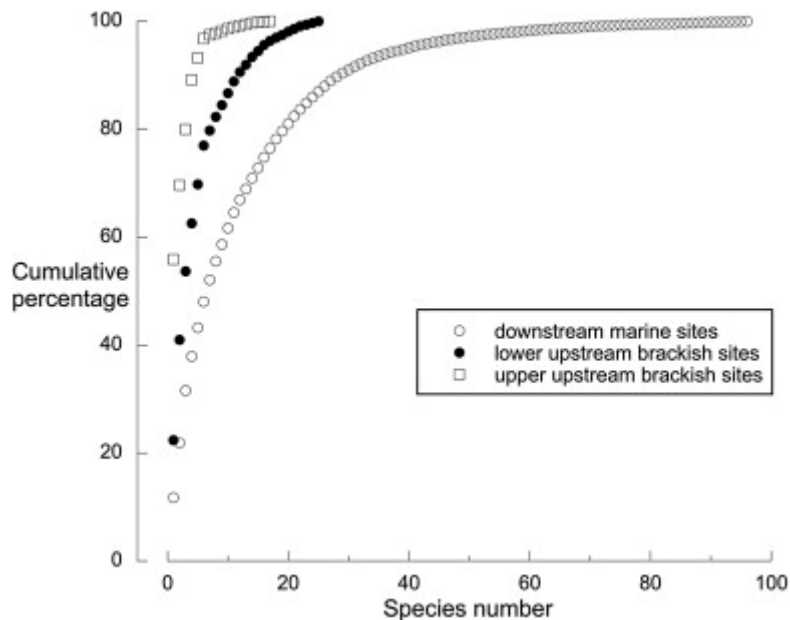 100
80
60
Cumulative
percentage
40
20
0
downstream marine sites
lower upstream brackish sites
upper upstream brackish sites
0 20 40 60 80 100
Species number